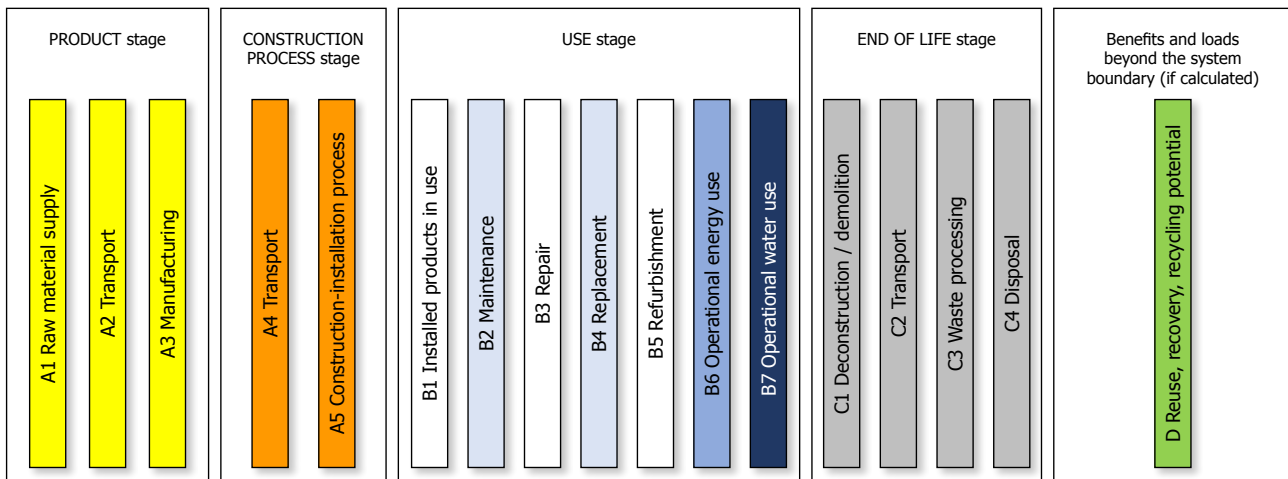 PRODUCT stage
A1 Raw material supply
A2 Transport
A3 Manufacturing
CONSTRUCTION
PROCESS stage
A4 Transport
A5 Construction-installation process
USE stage
B1 Installed products in use
B2 Maintenance
B3 Repair
B4 Replacement
B5 Refurbishment
B6 Operational energy use
B7 Operational water use
END OF LIFE stage
C1 Deconstruction / demolition
C2 Transport
C3 Waste processing
C4 Disposal
Benefits and loads
beyond the system
boundary (if calculated)
D Reuse, recovery, recycling potential